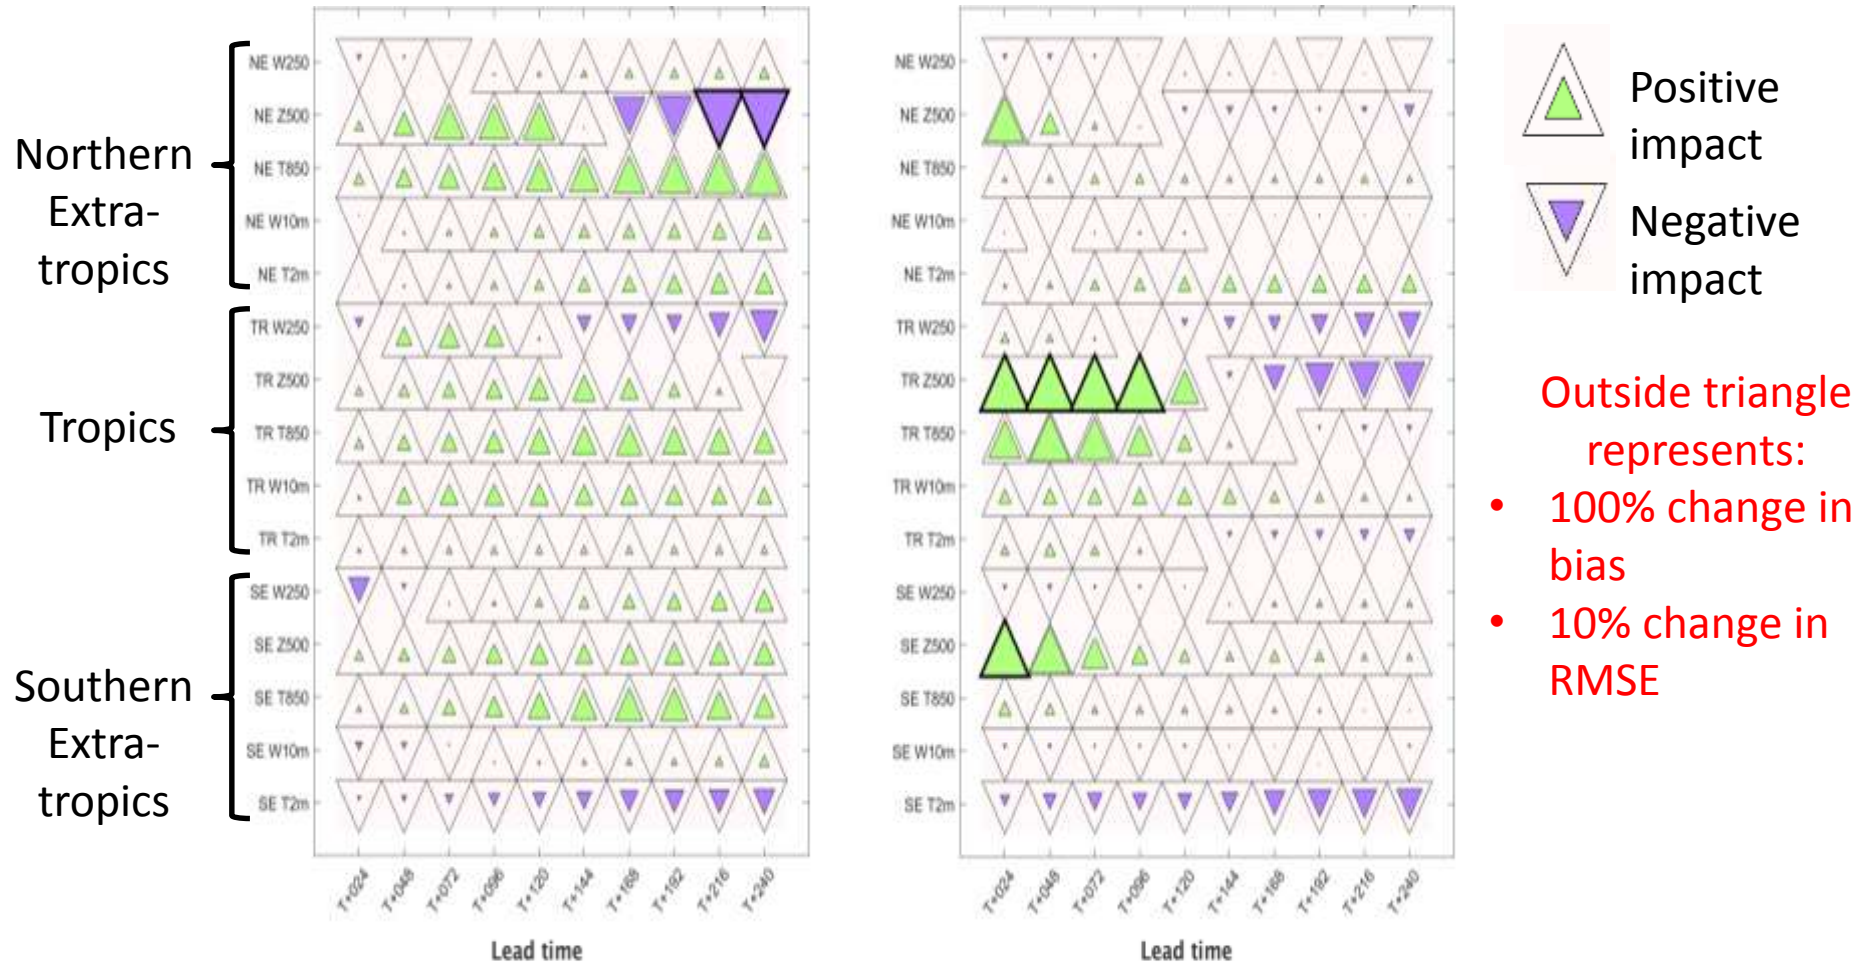 Northern
Extra-
tropics
Tropics
Southern
Extra-
tropics
NE W250
NE Z500
NE T850
NE W10m
NE T2m
TR W250
TR Z500
TR T850
TR W10m
TR T2m
SE W250
SE Z500
SE T850
SE W10m
SE T2m
T+024 T+048 T+072 T+096 T+120 T+144 T+168 T+192 T+216 T+240
Lead time
NE W250
NE Z500
NE T850
NE W10m
NE T2m
TR W250
TR Z500
TR T850
TR W10m
TR T2m
SE W250
SE Z500
SE T850
SE W10m
SE T2m
T+024 T+048 T+072 T+096 T+120 T+144 T+168 T+192 T+216 T+240
Lead time
Positive
impact
Negative
impact
Outside triangle
represents:
• 100% change in
bias
• 10% change in
RMSE